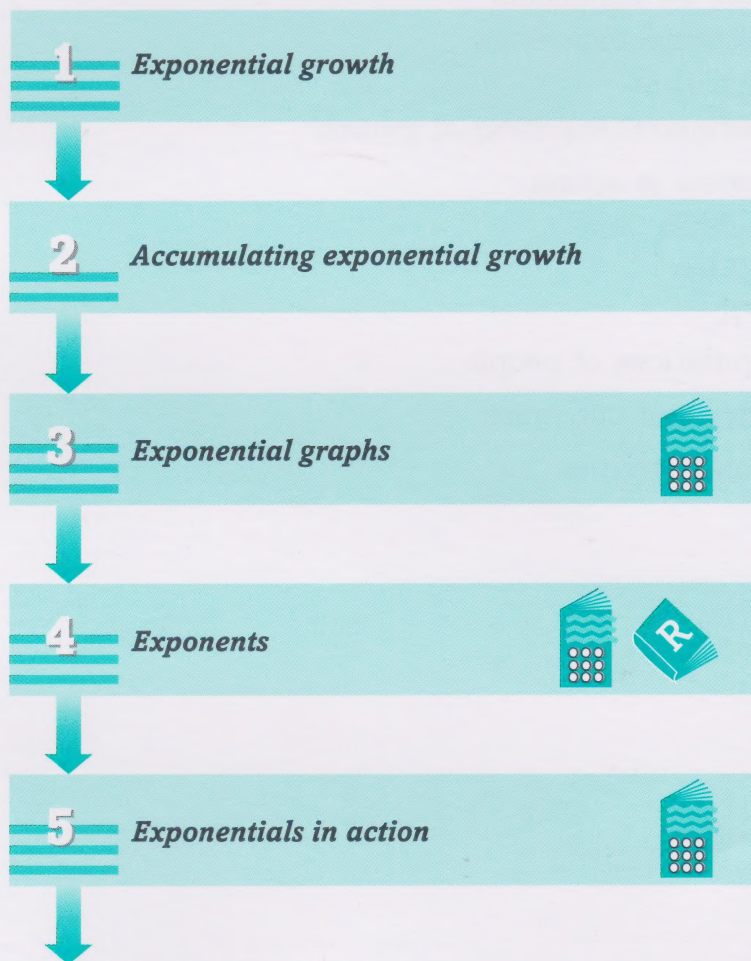 1 Exponential growth
2 Accumulating exponential growth
3 Exponential graphs
4 Exponents
R
5 Exponentials in action